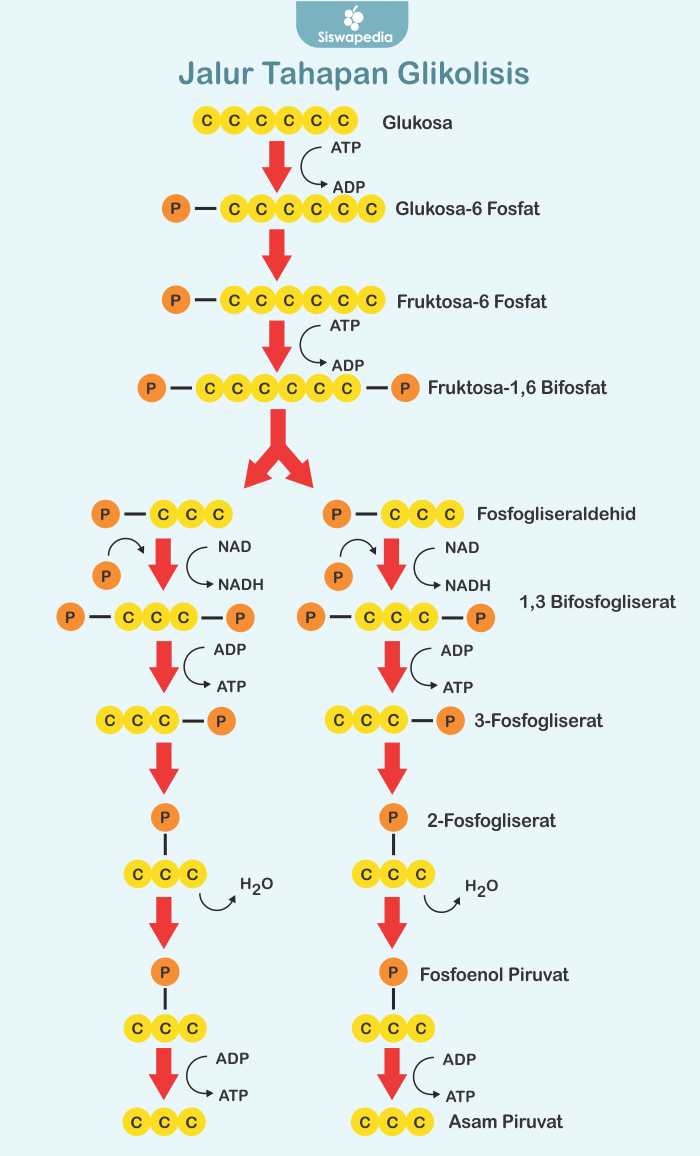 Siswapedia
Jalur Tahapan Glikolisis
C C C C C C Glukosa
ATP
ADP
P C C C C C C Glukosa-6 Fosfat
P C C C C C C Fruktosa-6 Fosfat
ATP
ADP
P C C C C C C P Fruktosa-1,6 Bifosfat
P C C C P C C C Fosfogliseraldehid
NAD NAD
P P
NADH NADH
1,3 Bifosfogliserat
P C C C P P C C C P
ADP ADP
ATP ATP
C C C P C C C P 3-Fosfogliserat
P P 2-Fosfogliserat
C C C C C C
H2O H2O
P P Fosfoenol Piruvat
C C C C C C
ADP ADP
ATP ATP
C C C C C C Asam Piruvat